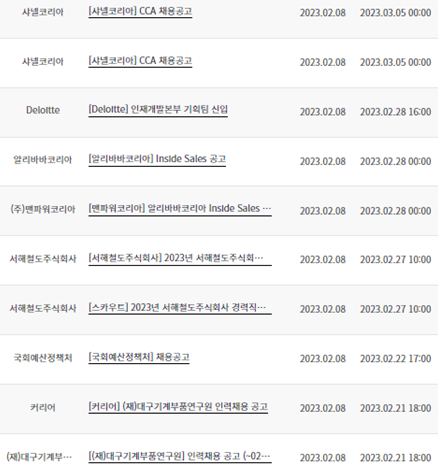 샤넬코리아 [샤넬코리아] CCA 채용공고 2023.02.08 2023.03.05 00:00
샤넬코리아 [샤넬코리아] CCA 채용공고 2023.02.08 2023.03.05 00:00
Deloitte [Deloitte] 인재개발본부 기획팀 신입 2023.02.08 2023.02.28 16:00
알리바바코리아 [알리바바코리아] Inside Sales 공고 2023.02.08 2023.02.28 00:00
(주)맨파워코리아 [맨파워코리아] 알리바바코리아 Inside Sales ··· 2023.02.08 2023.02.28 00:00
서해철도주식회사 [서해철도주식회사] 2023년 서해철도주식회··· 2023.02.08 2023.02.27 10:00
서해철도주식회사 [스카우트] 2023년 서해철도주식회사 경력직··· 2023.02.08 2023.02.27 10:00
국회예산정책처 [국회예산정책처] 채용공고 2023.02.08 2023.02.22 17:00
커리어 [커리어] (재)대구기계부품연구원 인력채용 공고 2023.02.08 2023.02.21 18:00
(재)대구기계부··· [(재)대구기계부품연구원] 인력채용 공고 (~02··· 2023.02.08 2023.02.21 18:00